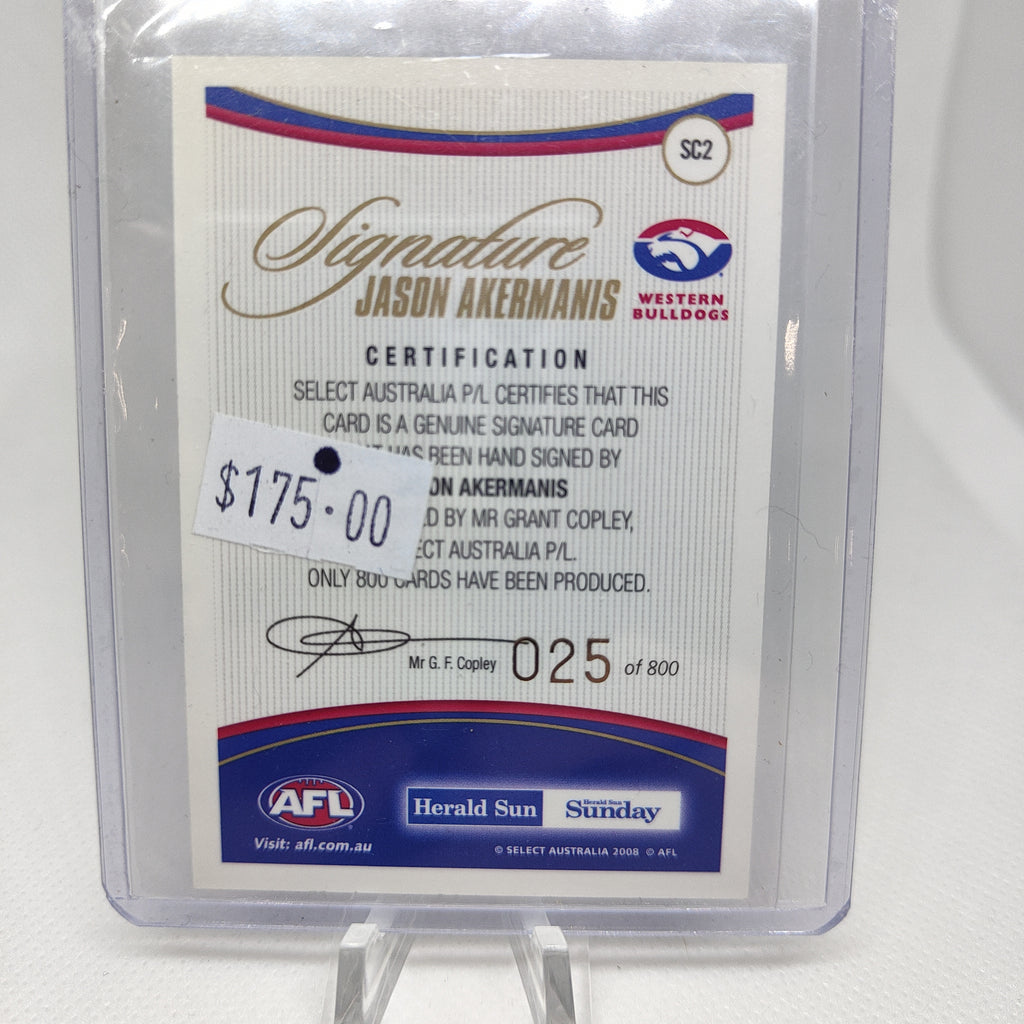 SC2
Signature
JASON AKERMANIS
WESTERN
BULLDOGS
CERTIFICATION
SELECT AUSTRALIA P/L CERTIFIES THAT THIS
CARD IS A GENUINE SIGNATURE CARD
HAS BEEN HAND SIGNED BY
AKERMANIS
BY MR GRANT COPLEY,
AUSTRALIA P/L.
ONLY 800 CARDS HAVE BEEN PRODUCED.
$175.00
Mr G. F. Copley
025 of 800
AFL
Visit: afl.com.au
Herald Sun
Herald Sun
Sunday
© SELECT AUSTRALIA 2008 © AFL